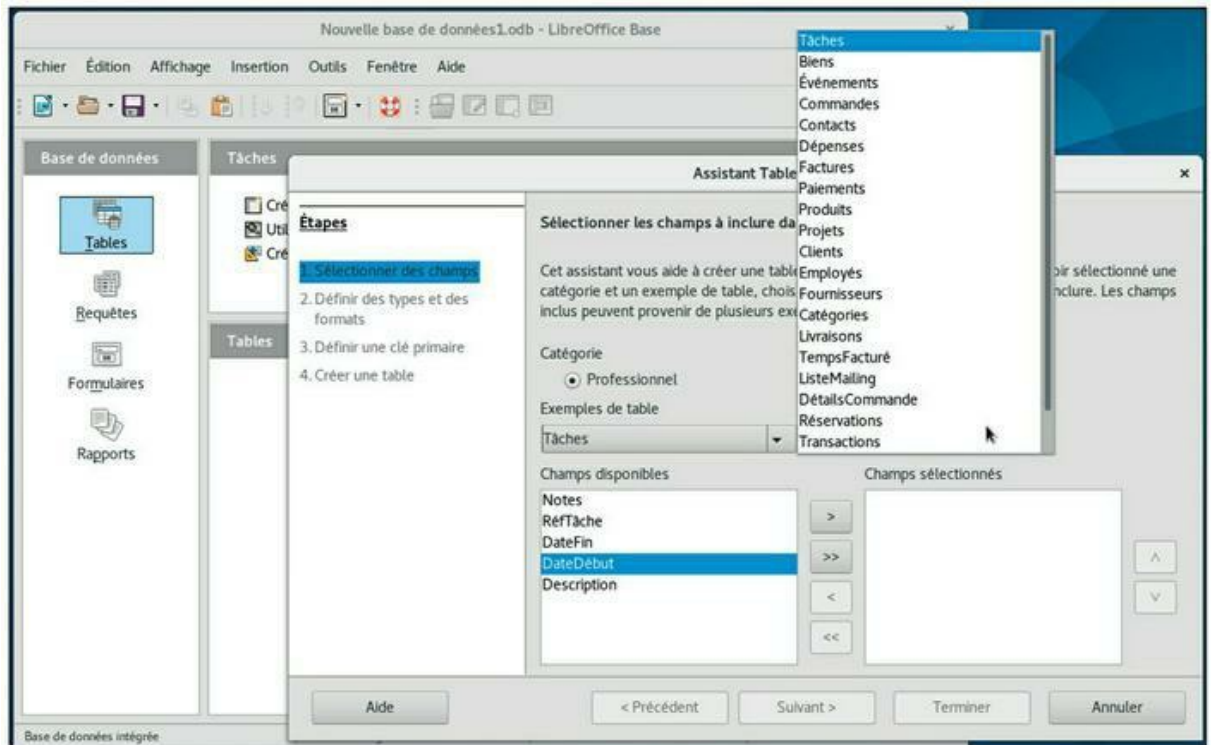 Nouvelle base de données1.odb - LibreOffice Base
Fichier Édition Affichage Insertion Outils Fenêtre Aide
Base de données
Tables
Requêtes
Formulaires
Rapports
Tâches
Cré
Util
Cré
Tables
Assistant Table
Étapes
1. Sélectionner des champs
2. Définir des types et des
formats
3. Définir une clé primaire
4. Créer une table
Sélectionner les champs à inclure da
Cet assistant vous aide à créer une table oir sélectionné une
catégorie et un exemple de table, chois nclure. Les champs
inclus peuvent provenir de plusieurs exe
Catégorie
Professionnel
Exemples de table
Tâches
Tâches
Biens
Événements
Commandes
Contacts
Dépenses
Factures
Paiements
Produits
Projets
Clients
Employés
Fournisseurs
Catégories
Livraisons
TempsFacturé
ListeMailing
DétailsCommande
Réservations
Transactions
Champs disponibles
Notes
RéfTâche
DateFin
DateDébut
Description
>
>>
<
<<
Champs sélectionnés
Aide
< Précédent
Suivant >
Terminer
Annuler
Base de données intégrée